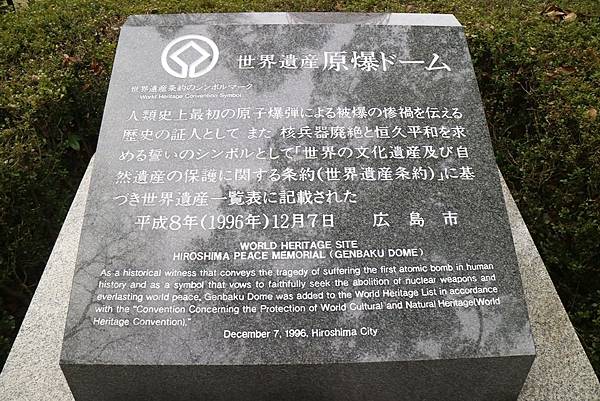 世界遺産 原爆ドーム
世界遺産条約のシンボルマーク
World Heritage Convention Symbol
人類史上最初の原子爆弾による被爆の惨禍を伝える
歴史の証人として また 核兵器廃絶と恒久平和を求
める誓いのシンボルとして「世界の文化遺産及び自
然遺産の保護に関する条約(世界遺産条約)」に基
づき世界遺産一覧表に記載された
平成8年(1996年)12月7日 広島市
WORLD HERITAGE SITE
HIROSHIMA PEACE MEMORIAL (GENBAKU DOME)
As a historical witness that conveys the tragedy of suffering the first atomic bomb in human
history and as a symbol that vows to faithfully seek the abolition of nuclear weapons and
everlasting world peace, Genbaku Dome was added to the World Heritage List in accordance
with the "Convention Concerning the Protection of World Cultural and Natural Heritage(World
Heritage Convention)."
December 7, 1996, Hiroshima City